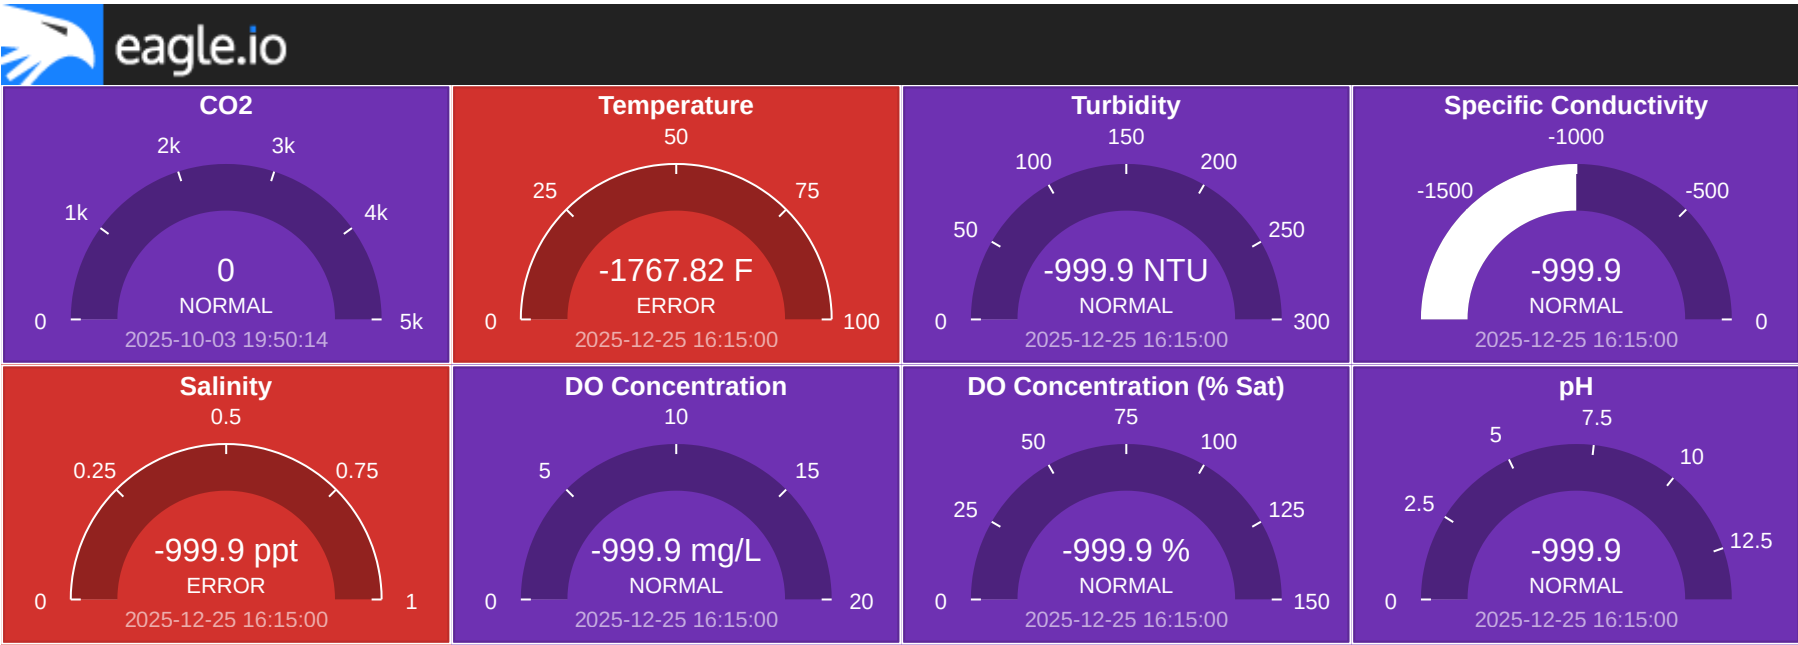 eagle.io
CO2
0
1k
2k
3k
4k
5k
0
NORMAL
2025-10-03 19:50:14
Temperature
0
25
50
75
100
-1767.82 F
ERROR
2025-12-25 16:15:00
Turbidity
0
50
100
150
200
250
300
-999.9 NTU
NORMAL
2025-12-25 16:15:00
Specific Conductivity
-1500
-1000
-500
0
-999.9
NORMAL
2025-12-25 16:15:00
Salinity
0
0.25
0.5
0.75
1
-999.9 ppt
ERROR
2025-12-25 16:15:00
DO Concentration
0
5
10
15
20
-999.9 mg/L
NORMAL
2025-12-25 16:15:00
DO Concentration (% Sat)
0
25
50
75
100
125
150
-999.9 %
NORMAL
2025-12-25 16:15:00
pH
0
2.5
5
7.5
10
12.5
-999.9
NORMAL
2025-12-25 16:15:00